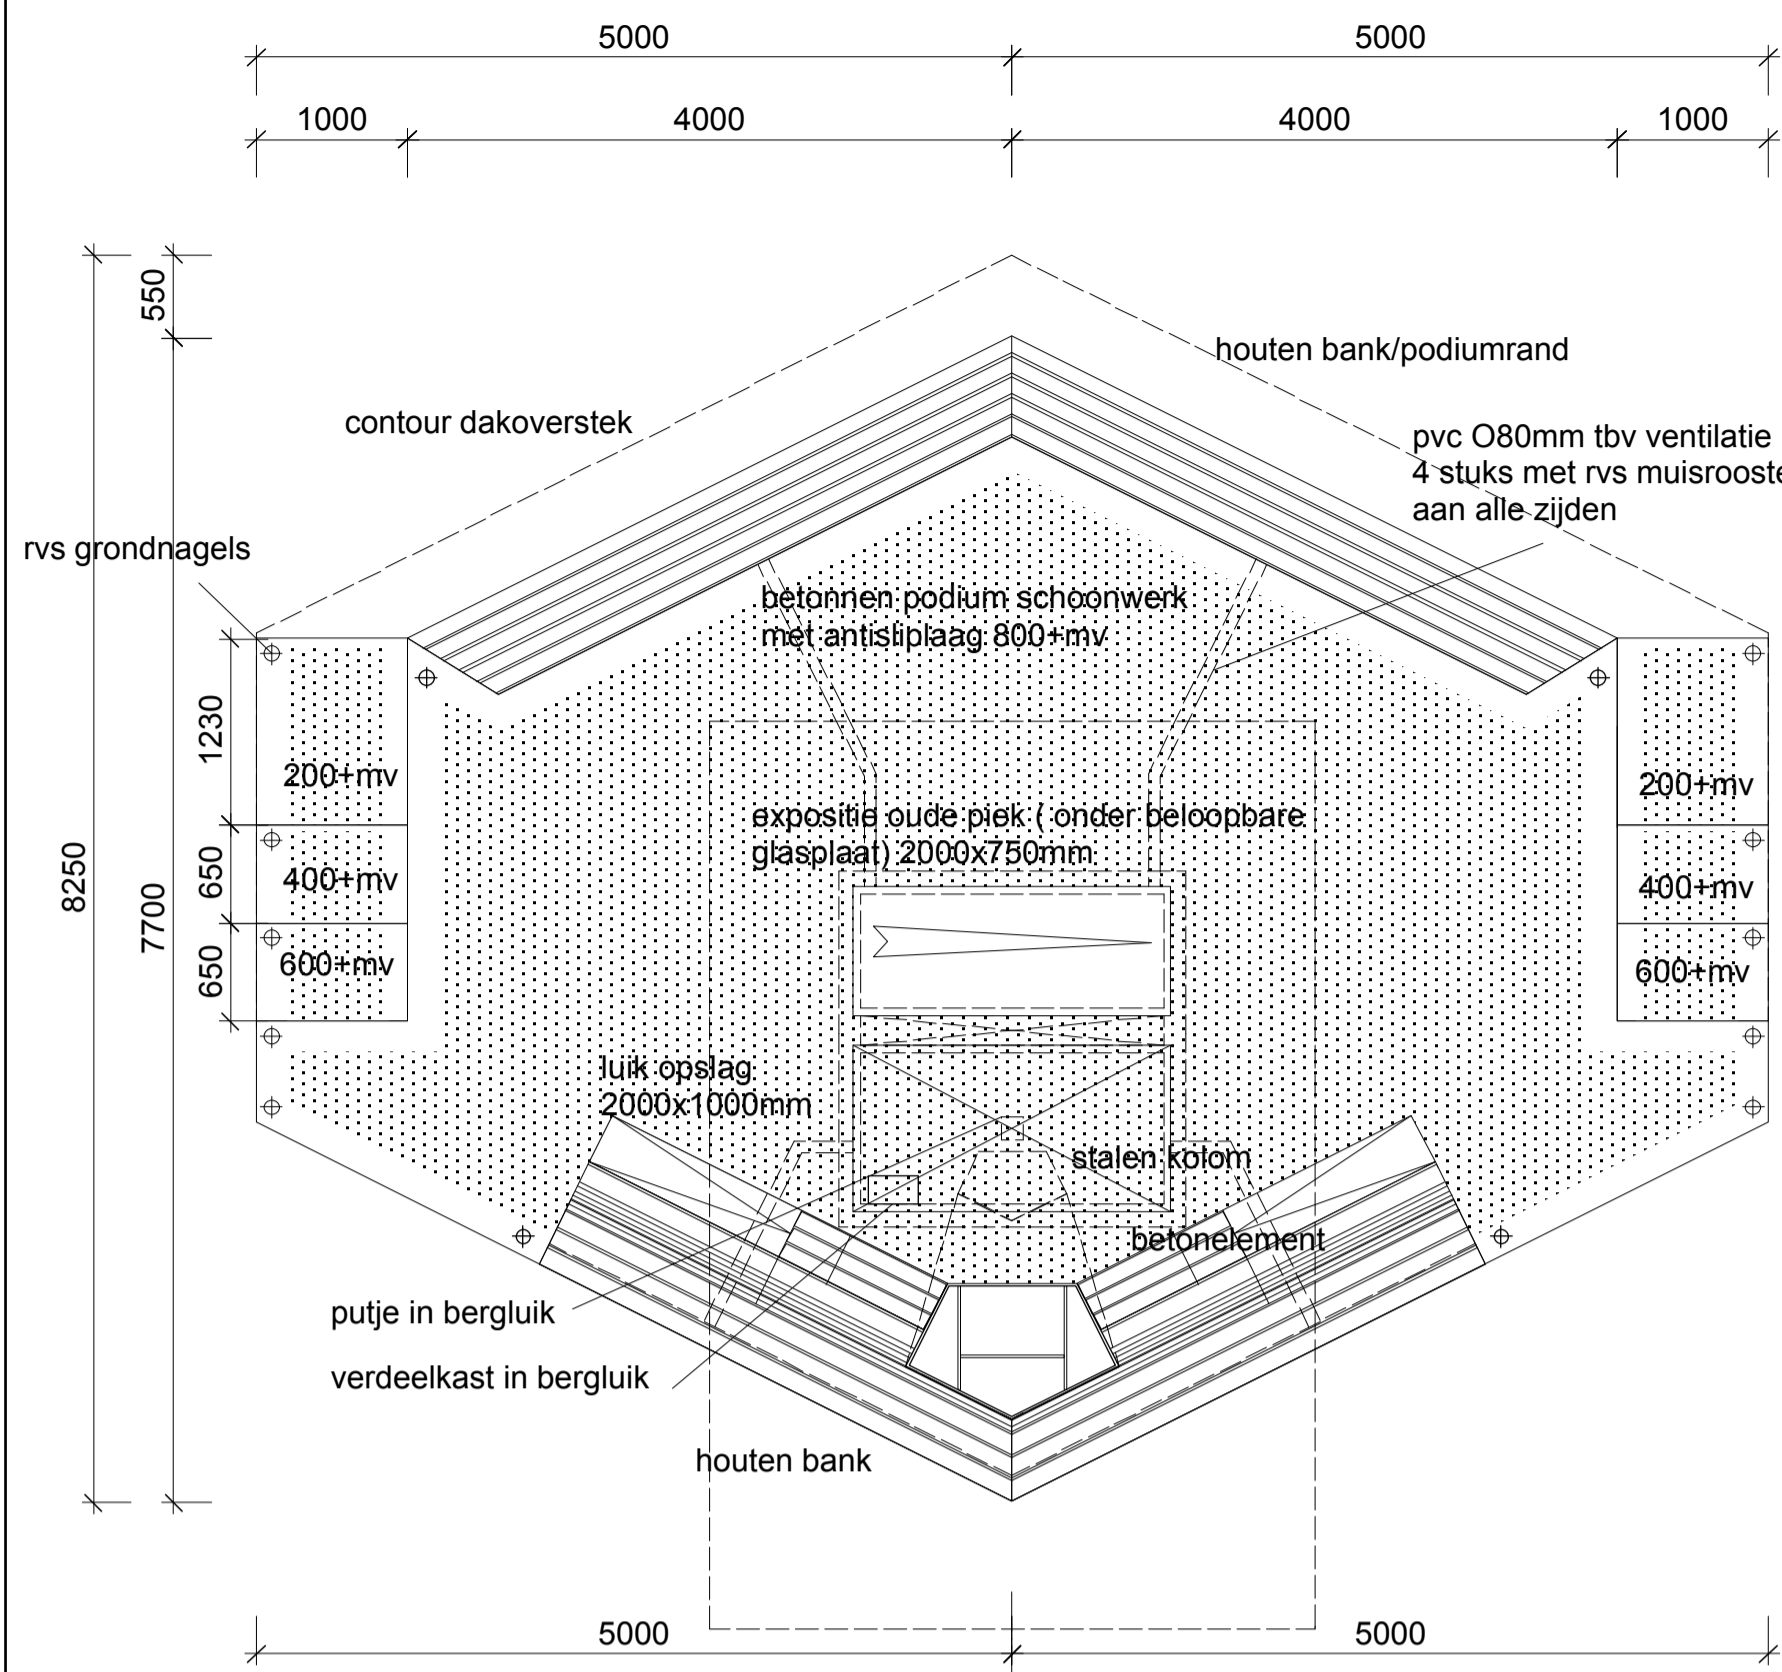 5000
5000
1000
4000
4000
1000
550
houten bank/podiumrand
contour dakoverstek
pvc O80mm tbv ventilatie
4 stuks met rvs muisrooste
aan alle zijden
rvs grondnagels
betonnen podium schoonwerk
met antisliplaag 800+mv
1230
200+mv
200+mv
expositie oude piek ( onder beloopbare
glasplaat) 2000x750mm
8250
7700
650
400+mv
400+mv
650
600+mv
600+mv
luik opslag
2000x1000mm
stalen kolom
betonelement
putje in bergluik
verdeelkast in bergluik
houten bank
5000
5000